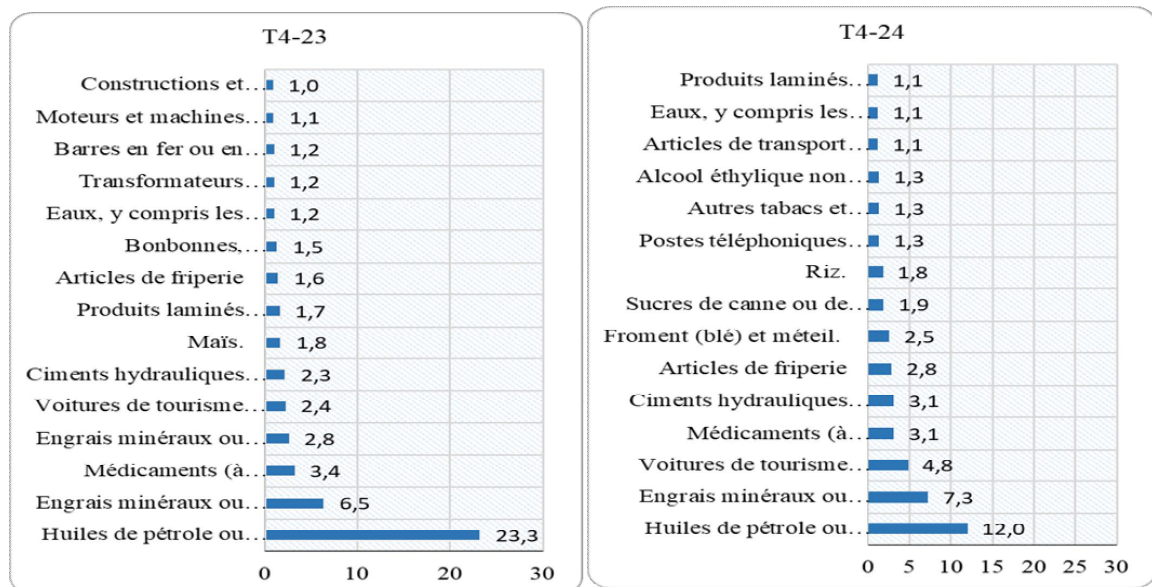 T4-23
Constructions et… 1,0
Moteurs et machines… 1,1
Barres en fer ou en… 1,2
Transformateurs… 1,2
Eaux, y compris les… 1,2
Bonbonnes,… 1,5
Articles de friperie 1,6
Produits laminés… 1,7
Maïs. 1,8
Ciments hydrauliques… 2,3
Voitures de tourisme… 2,4
Engrais minéraux ou… 2,8
Médicaments (à… 3,4
Engrais minéraux ou… 6,5
Huiles de pétrole ou… 23,3
0 10 20 30
T4-24
Produits laminés… 1,1
Eaux, y compris les… 1,1
Articles de transport… 1,1
Alcool éthylique non… 1,3
Autres tabacs et… 1,3
Postes téléphoniques… 1,3
Riz. 1,8
Sucres de canne ou de… 1,9
Froment (blé) et méteil. 2,5
Articles de friperie 2,8
Ciments hydrauliques… 3,1
Médicaments (à… 3,1
Voitures de tourisme… 4,8
Engrais minéraux ou… 7,3
Huiles de pétrole ou… 12,0
0 5 10 15 20 25 30